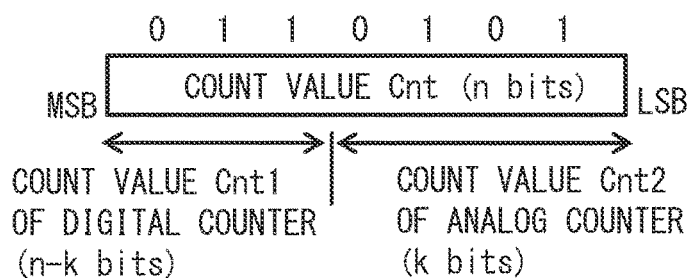 0 1 1 0 1 0 1
COUNT VALUE Cnt (n bits)
MSB
LSB
COUNT VALUE Cnt1
OF DIGITAL COUNTER
(n-k bits)
COUNT VALUE Cnt2
OF ANALOG COUNTER
(k bits)